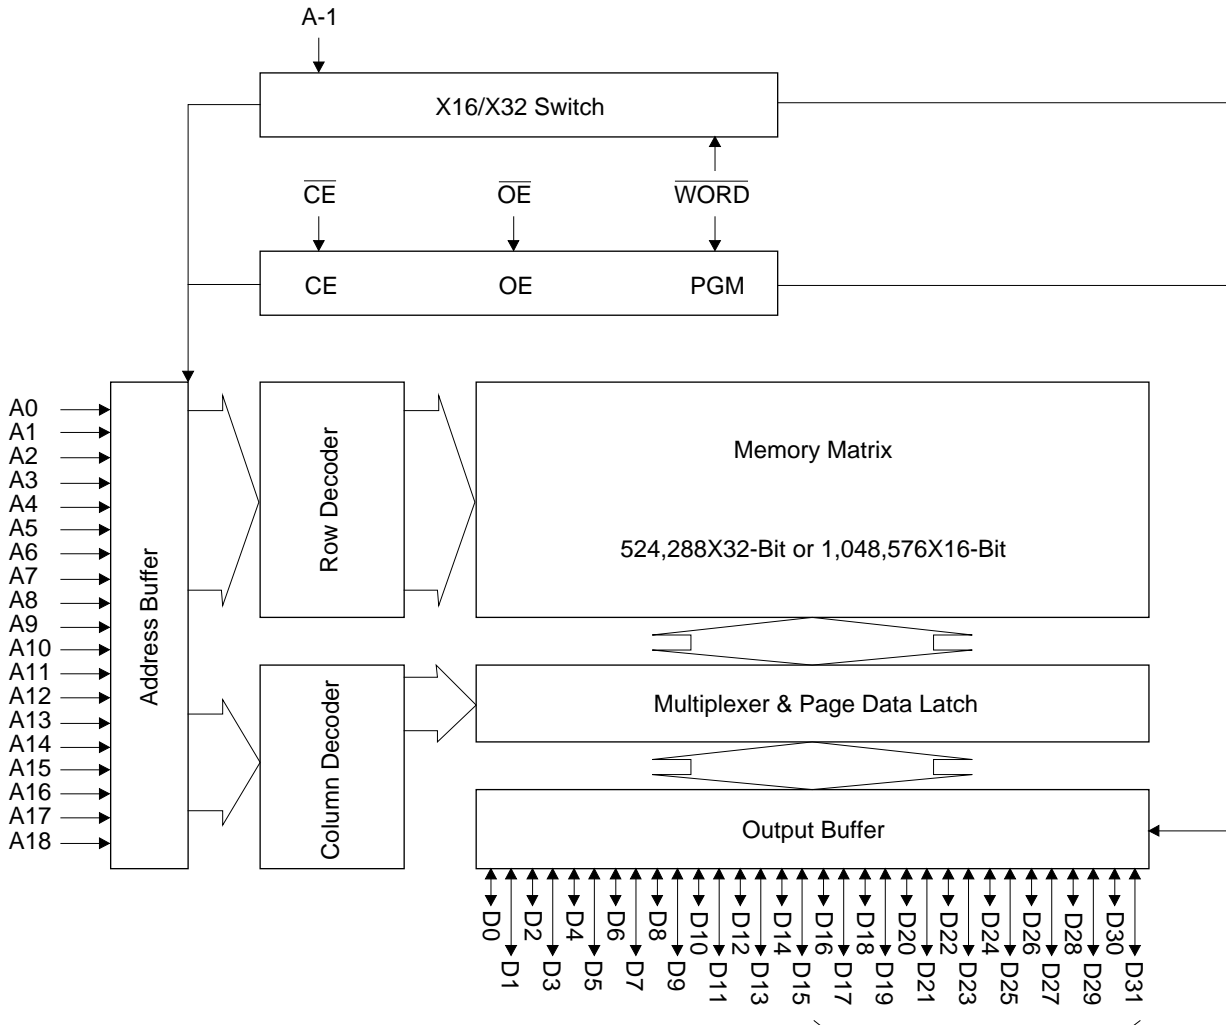 A-1
X16/X32 Switch
CE
OE
WORD
CE
OE
PGM
A0
A1
A2
A3
A4
A5
A6
A7
A8
A9
A10
A11
A12
A13
A14
A15
A16
A17
A18
Address Buffer
Row Decoder
Column Decoder
Memory Matrix
524,288X32-Bit or 1,048,576X16-Bit
Multiplexer & Page Data Latch
Output Buffer
D0
D1
D2
D3
D4
D5
D6
D7
D8
D9
D10
D11
D12
D13
D14
D15
D16
D17
D18
D19
D20
D21
D22
D23
D24
D25
D26
D27
D28
D29
D30
D31